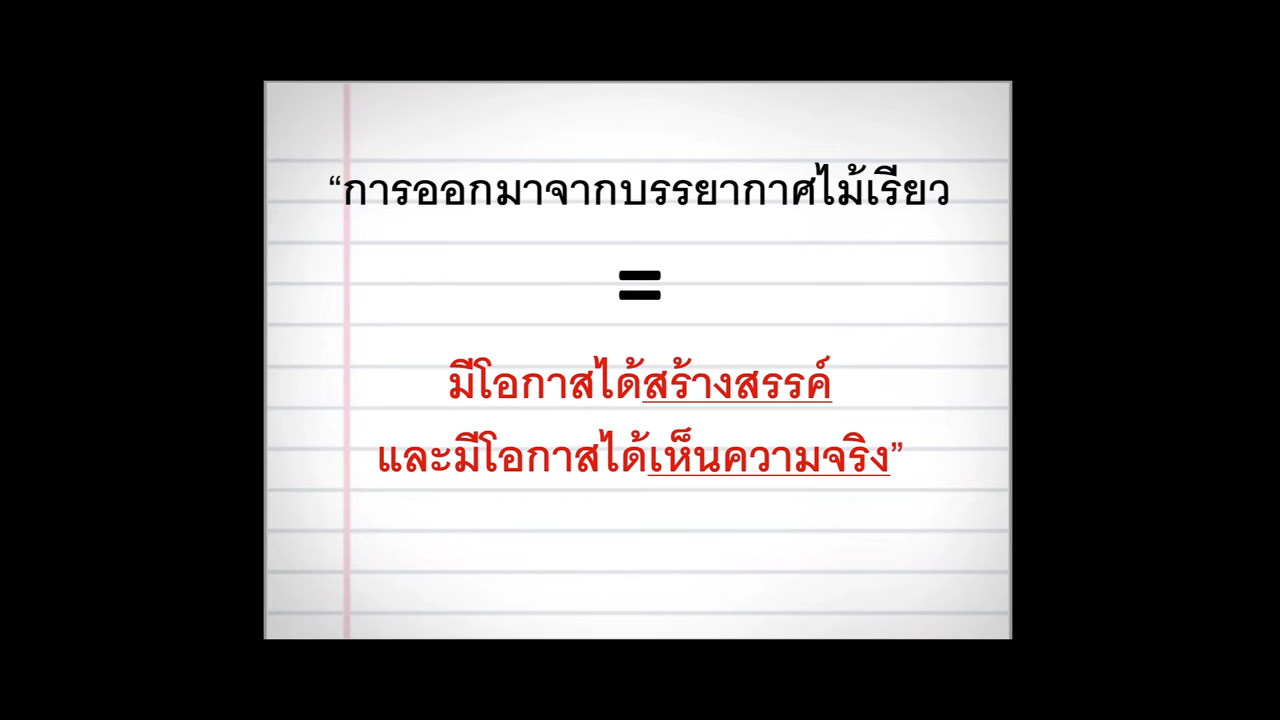 “การออกมาจากบรรยากาศไม้เรียว
=
มีโอกาสได้สร้างสรรค์
และมีโอกาสได้เห็นความจริง”